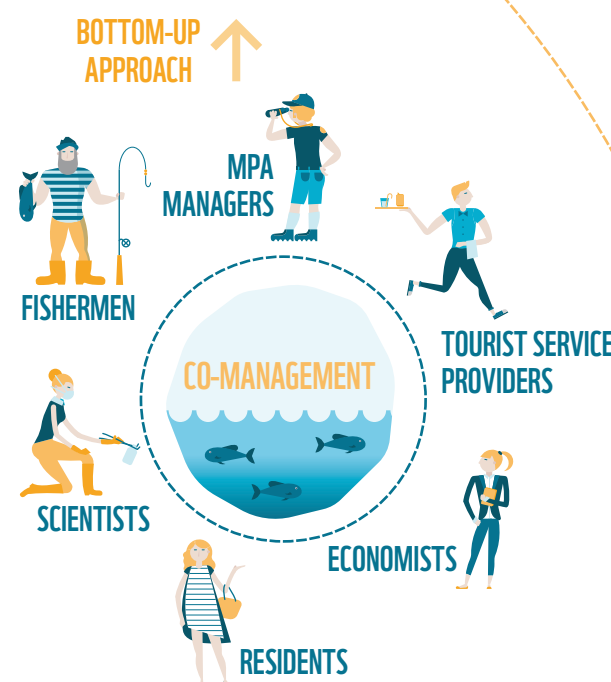 BOTTOM-UP
APPROACH
MPA
MANAGERS
FISHERMEN
TOURIST SERVICE
PROVIDERS
CO-MANAGEMENT
SCIENTISTS
ECONOMISTS
RESIDENTS